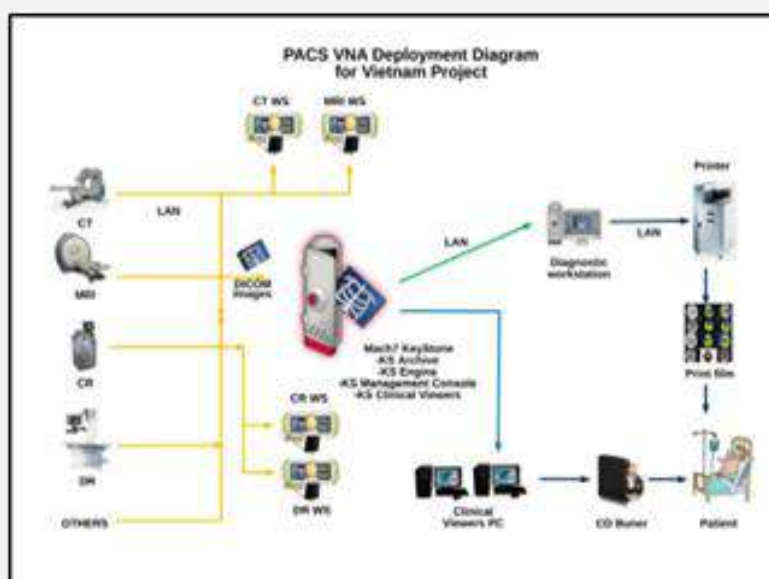 PACS VNA Deployment Diagram
for Vietnam Project
CT WS
MRI WS
Printer
CT
LAN
LAN
LAN
Diagnostic
workstation
MRI
DICOM
Images
Mach7 KeyStone
-KS Archive
-KS Engine
-KS Management Console
-KS Clinical Viewers
Print film
CR
CR WS
DR
DR WS
OTHERS
Clinical
Viewers PC
CD Buner
Patient